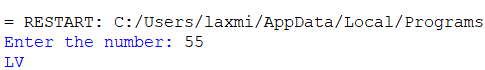 = RESTART: C:/Users/laxmi/AppData/Local/Programs
Enter the number: 55
LV